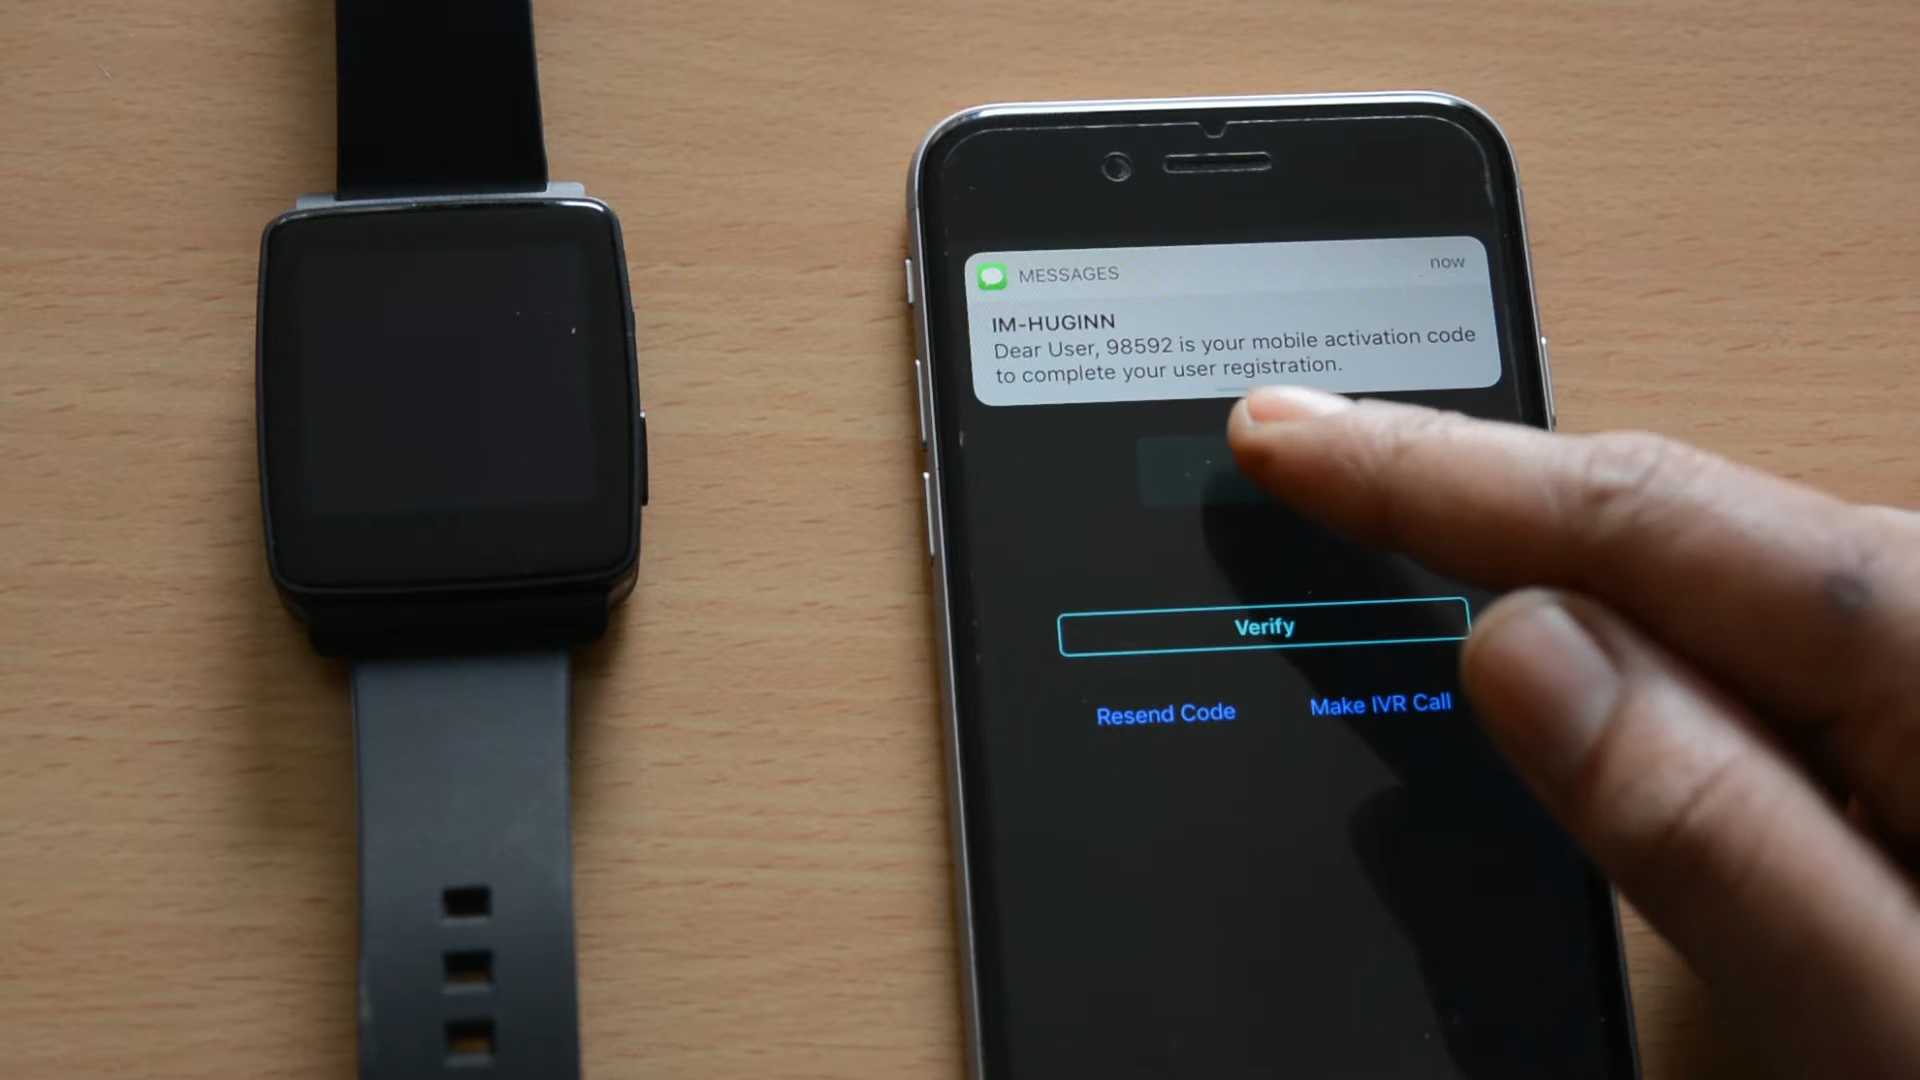 MESSAGES
now
IM-HUGINN
Dear User, 98592 is your mobile activation code
to complete your user registration.
Verify
Resend Code
Make IVR Call